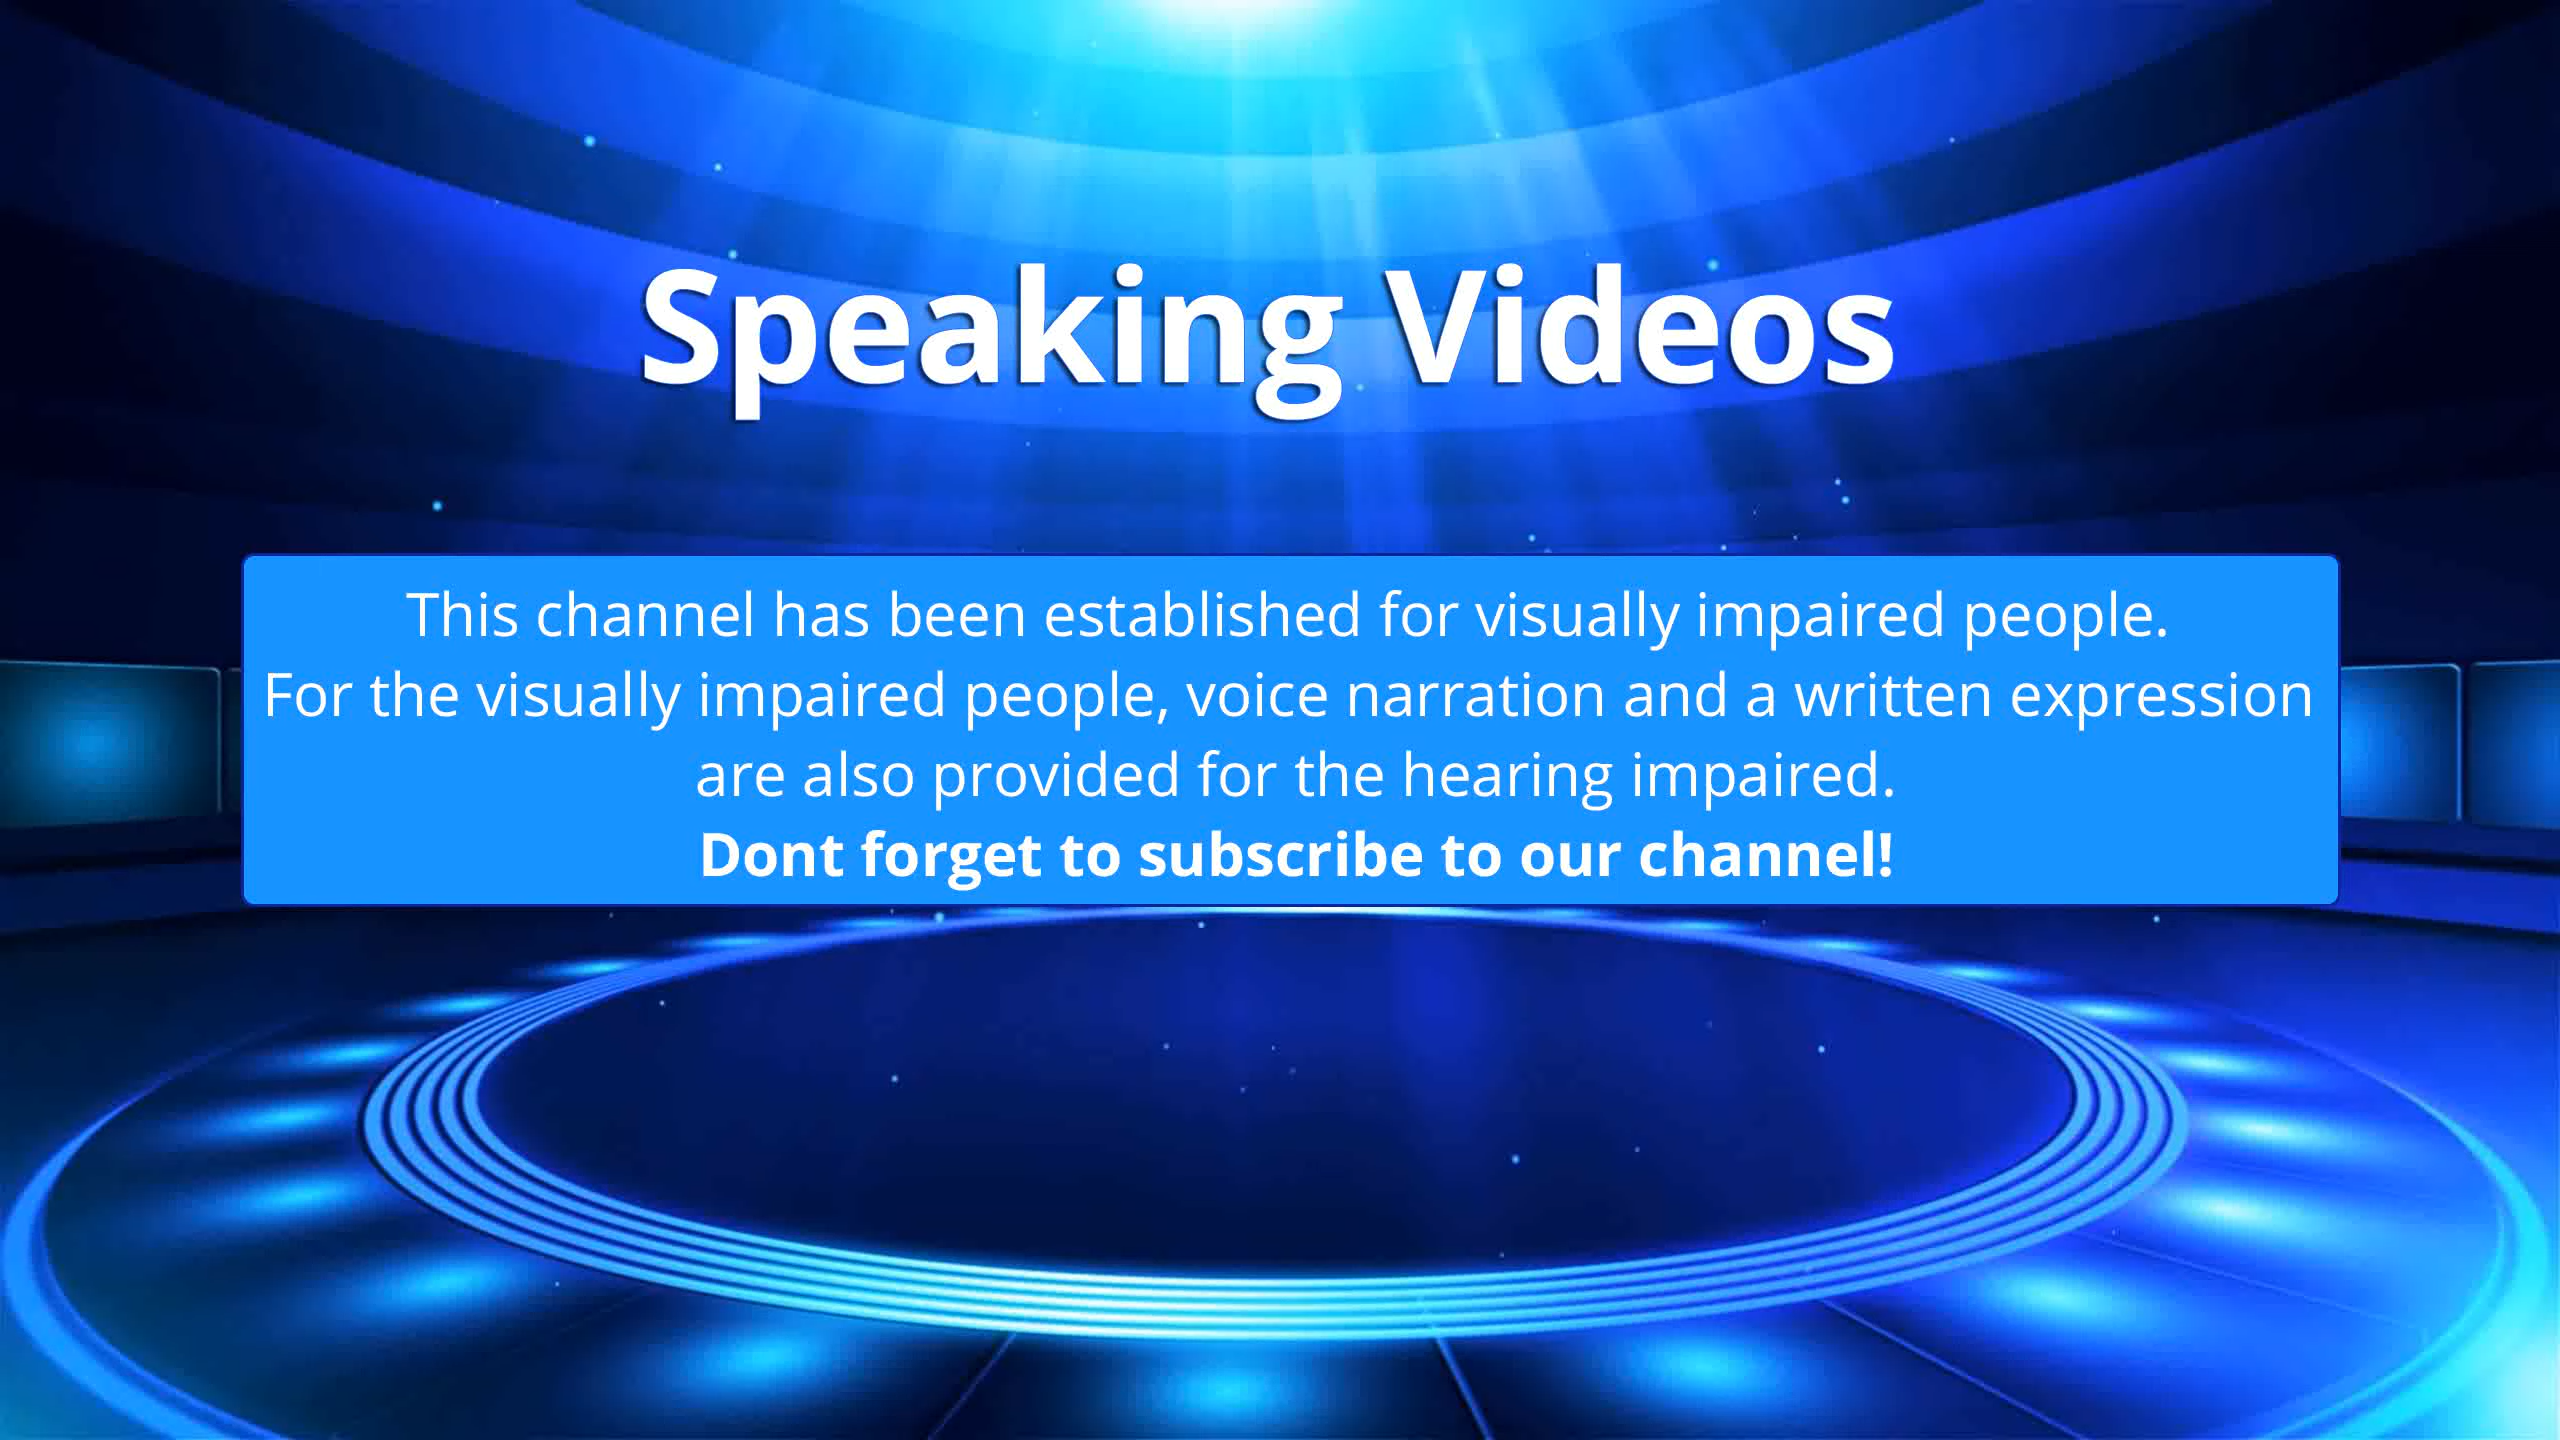 Speaking Videos
This channel has been established for visually impaired people.
For the visually impaired people, voice narration and a written expression
are also provided for the hearing impaired.
Dont forget to subscribe to our channel!